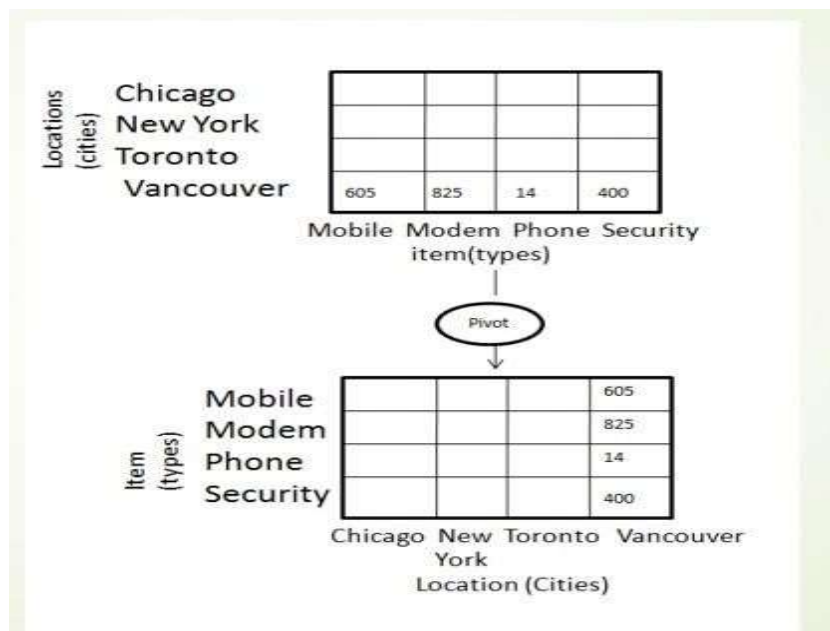 Locations
(cities)
Chicago
New York
Toronto
Vancouver
605 825 14 400
Mobile Modem Phone Security
item(types)
Pivot
Item
(types)
Mobile 605
Modem 825
Phone 14
Security 400
Chicago New Toronto Vancouver
York
Location (Cities)